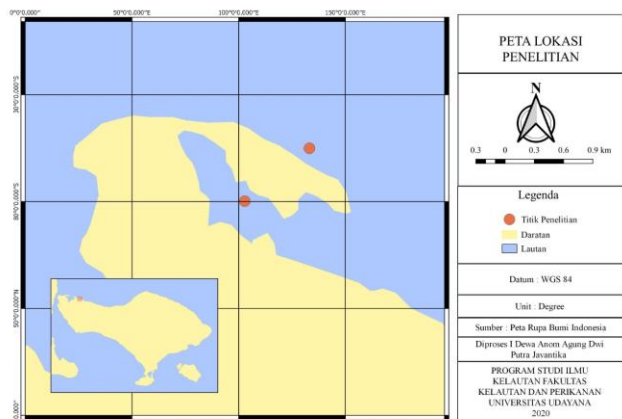 0°0'0.000"
50°0'0.000"E
100°0'0.000"E
150°0'0.000"E
PETA LOKASI
PENELITIAN
N
0.3 0 0.3 0.6 0.9 km
Legenda
Titik Penelitian
Daratan
Lautan
Datum : WGS 84
Unit : Degree
Sumber : Peta Rupa Bumi Indonesia
Diproses I Dewa Anom Agung Dwi
Putra Javantika
PROGRAM STUDI ILMU
KELAUTAN FAKULTAS
KELAUTAN DAN PERIKANAN
UNIVERSITAS UDAYANA
2020